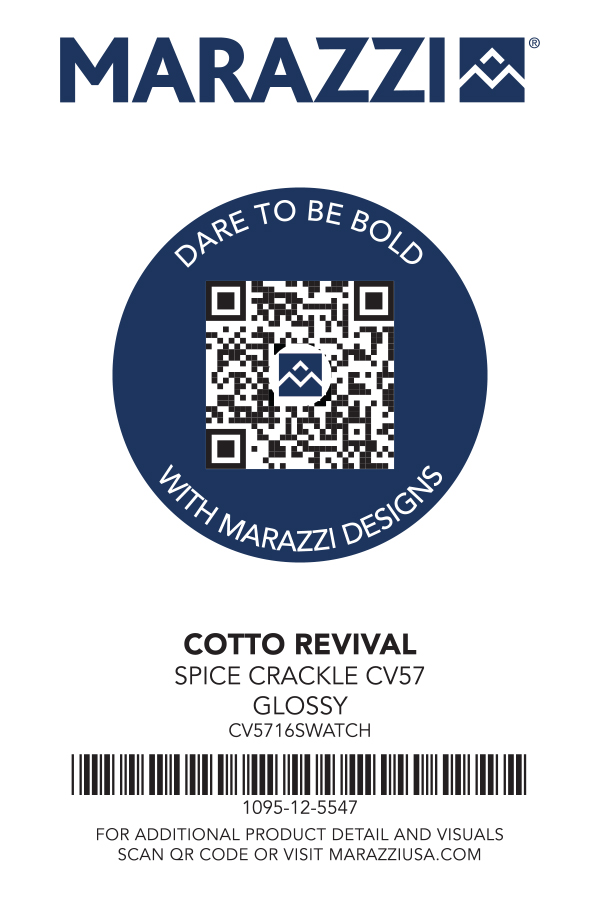 MARAZZI®
DARE TO BE BOLD
WITH MARAZZI DESIGNS
COTTO REVIVAL
SPICE CRACKLE CV57
GLOSSY
CV5716SWATCH
1095-12-5547
FOR ADDITIONAL PRODUCT DETAIL AND VISUALS
SCAN QR CODE OR VISIT MARAZZIUSA.COM